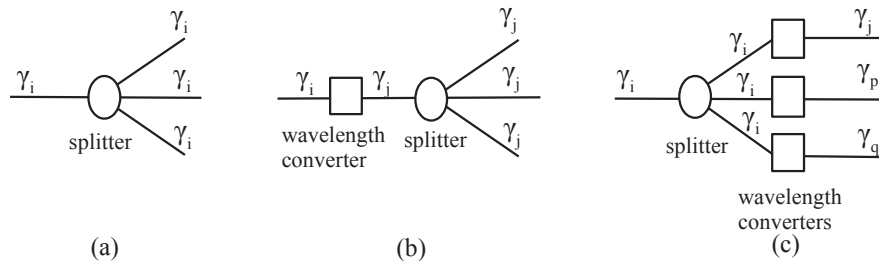 γi
γi
γi
γi
splitter
(a)
γi
γj
γj
γj
γj
wavelength
converter
splitter
(b)
γi
γi
γi
γi
γj
γp
γq
splitter
wavelength
converters
(c)